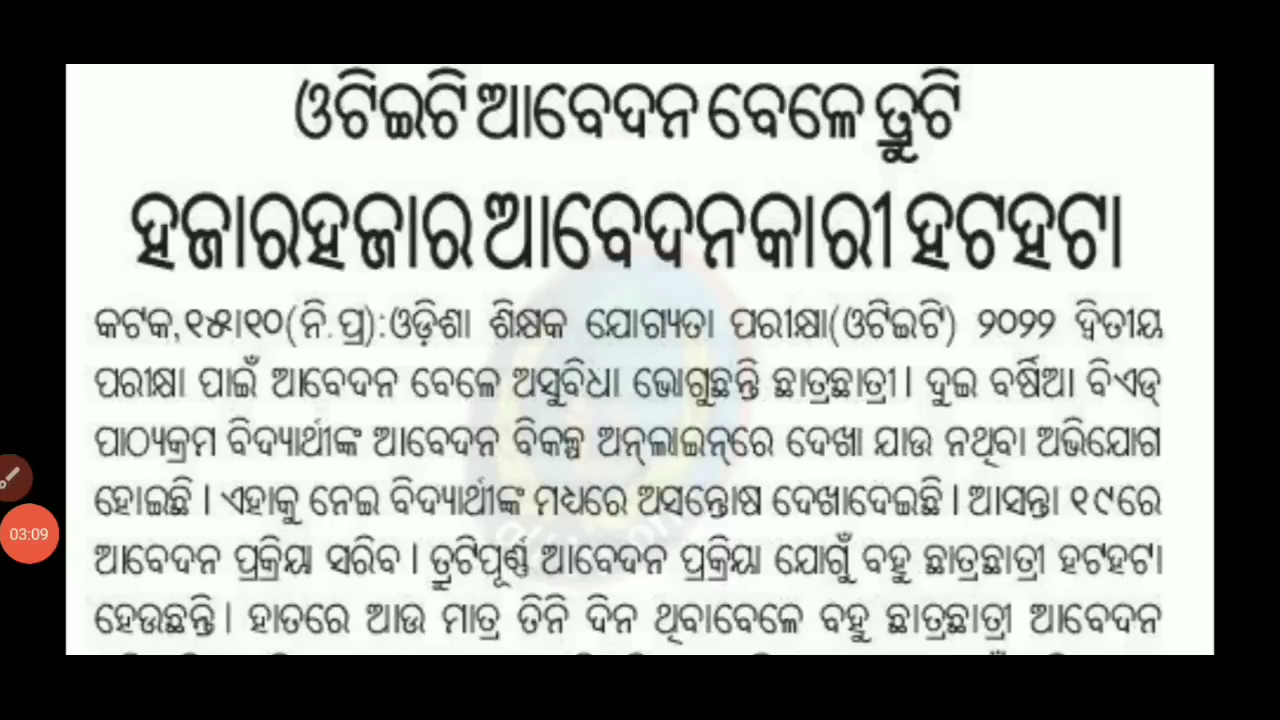 ଓଟିଇଟି ଆବେଦନ ବେଳେ ତ୍ରୁଟି
ହଜାରହଜାର ଆବେଦନକାରୀ ହଟହଟା
କଟକ,୧୫।୧୦(ନି.ପ୍ର):ଓଡ଼ିଶା ଶିକ୍ଷକ ଯୋଗ୍ୟତା ପରୀକ୍ଷା(ଓଟିଇଟି) ୨୦୨୨ ଦ୍ୱିତୀୟ
ପରୀକ୍ଷା ପାଇଁ ଆବେଦନ ବେଳେ ଅସୁବିଧା ଭୋଗୁଛନ୍ତି ଛାତ୍ରଛାତ୍ରୀ। ଦୁଇ ବର୍ଷିଆ ବିଏଡ୍
ପାଠ୍ୟକ୍ରମ ବିଦ୍ୟାର୍ଥୀଙ୍କ ଆବେଦନ ବିକଳ୍ପ ଅନ୍‌ଲାଇନ୍‌ରେ ଦେଖା ଯାଉ ନଥିବା ଅଭିଯୋଗ
ହୋଇଛି । ଏହାକୁ ନେଇ ବିଦ୍ୟାର୍ଥୀଙ୍କ ମଧ୍ୟରେ ଅସନ୍ତୋଷ ଦେଖାଦେଇଛି । ଆସନ୍ତା ୧୯ରେ
ଆବେଦନ ପ୍ରକ୍ରିୟା ସରିବ । ତ୍ରୁଟିପୂର୍ଣ୍ଣ ଆବେଦନ ପ୍ରକ୍ରିୟା ଯୋଗୁଁ ବହୁ ଛାତ୍ରଛାତ୍ରୀ ହଟହଟା
ହେଉଛନ୍ତି। ହାତରେ ଆଉ ମାତ୍ର ତିନି ଦିନ ଥିବାବେଳେ ବହୁ ଛାତ୍ରଛାତ୍ରୀ ଆବେଦନ
03:09